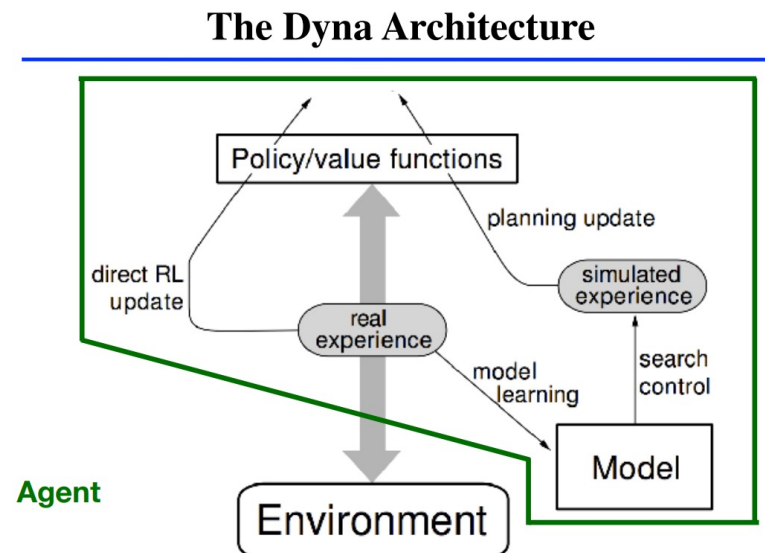 The Dyna Architecture
Policy/value functions
planning update
direct RL
update
simulated
experience
real
experience
model
learning
search
control
Model
Agent
Environment